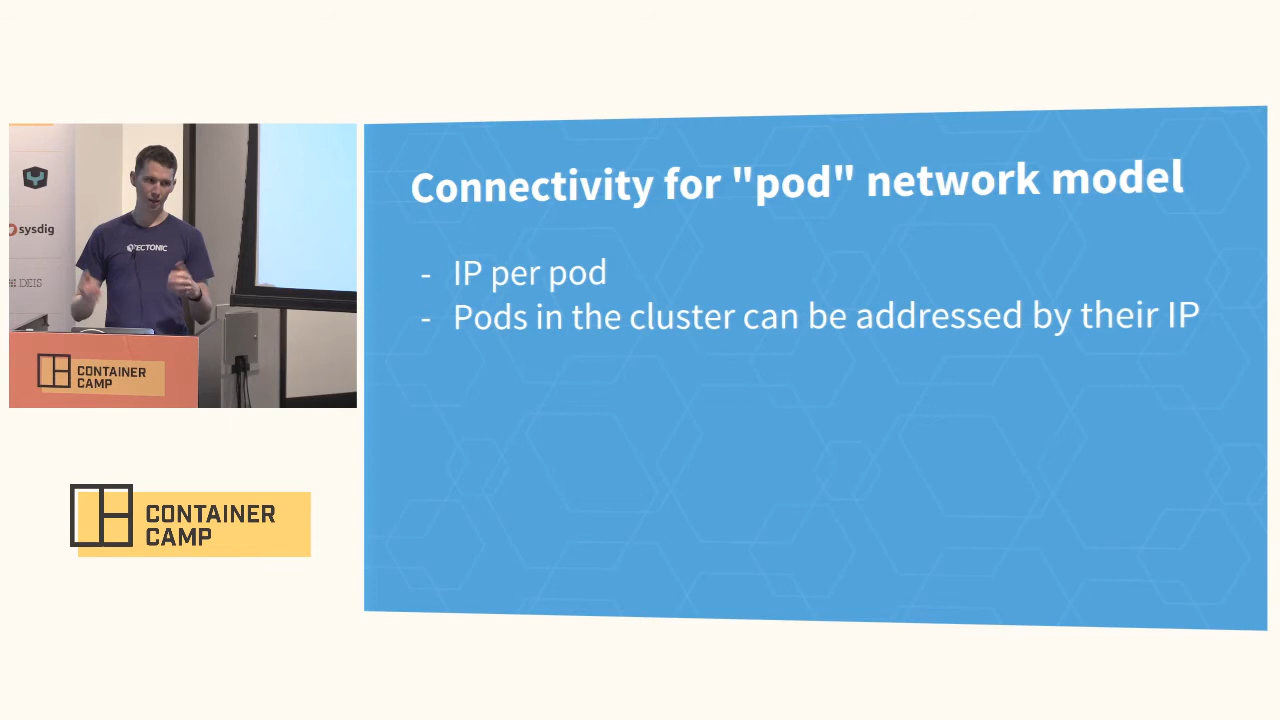 sysdig
DEIS
TECTONIC
CONTAINER
CAMP
CONTAINER
CAMP
Connectivity for "pod" network model
- IP per pod
- Pods in the cluster can be addressed by their IP